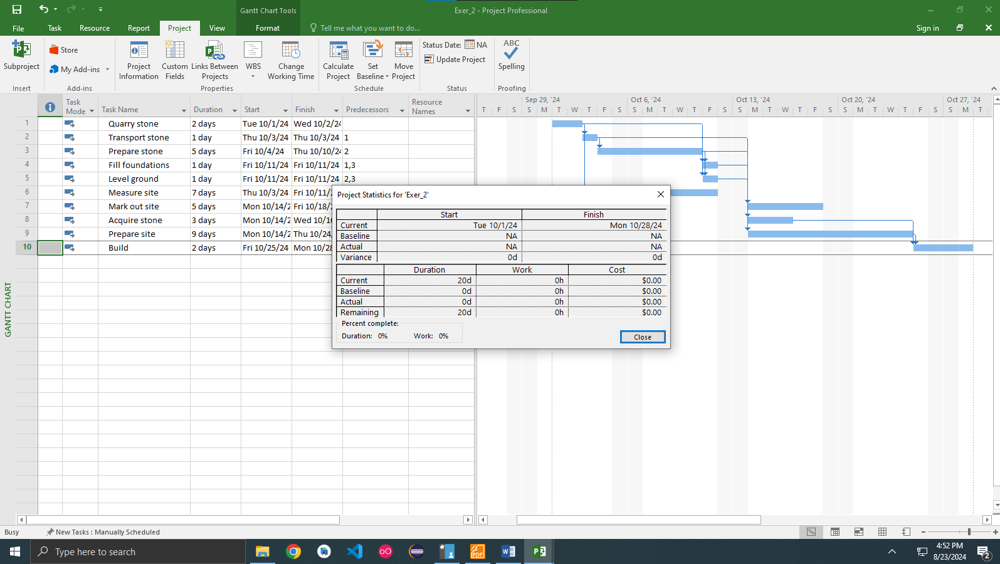 Gantt Chart Tools
Exer_2 - Project Professional
File Task Resource Report Project View Format Tell me what you want to do... Sign in
Subproject
Insert
Store
My Add-ins
Add-ins
Project Information
Custom Fields
Links Between Projects
WBS
Change Working Time
Properties
Calculate Project
Set Baseline
Move Project
Schedule
Status Date: NA
Update Project
Status
ABC
Spelling
Proofing
GANTT CHART
Task Mode Task Name Duration Start Finish Predecessors Resource Names
1 Quarry stone 2 days Tue 10/1/24 Wed 10/2/24
2 Transport stone 1 day Thu 10/3/24 Thu 10/3/24 1
3 Prepare stone 5 days Fri 10/4/24 Thu 10/10/24 2
4 Fill foundations 1 day Fri 10/11/24 Fri 10/11/24 1,3
5 Level ground 1 day Fri 10/11/24 Fri 10/11/24 2,3
6 Measure site 7 days Thu 10/3/24 Fri 10/11/2
7 Mark out site 5 days Mon 10/14/2 Fri 10/18/2
8 Acquire stone 3 days Mon 10/14/2 Wed 10/16
9 Prepare site 9 days Mon 10/14/2 Thu 10/24/
10 Build 2 days Fri 10/25/24 Mon 10/28
Sep 29, '24 Oct 6, '24 Oct 13, '24 Oct 20, '24 Oct 27, '24
T F S S M T W T F S S M T W T F S S M T W T F S S M T W T F S S M T
Project Statistics for 'Exer_2'
Start Finish
Current Tue 10/1/24 Mon 10/28/24
Baseline NA NA
Actual NA NA
Variance 0d 0d
Duration Work Cost
Current 20d 0h $0.00
Baseline 0d 0h $0.00
Actual 0d 0h $0.00
Remaining 20d 0h $0.00
Percent complete:
Duration: 0% Work: 0%
Close
Busy New Tasks : Manually Scheduled
Type here to search
PDF
4:52 PM
8/23/2024
2